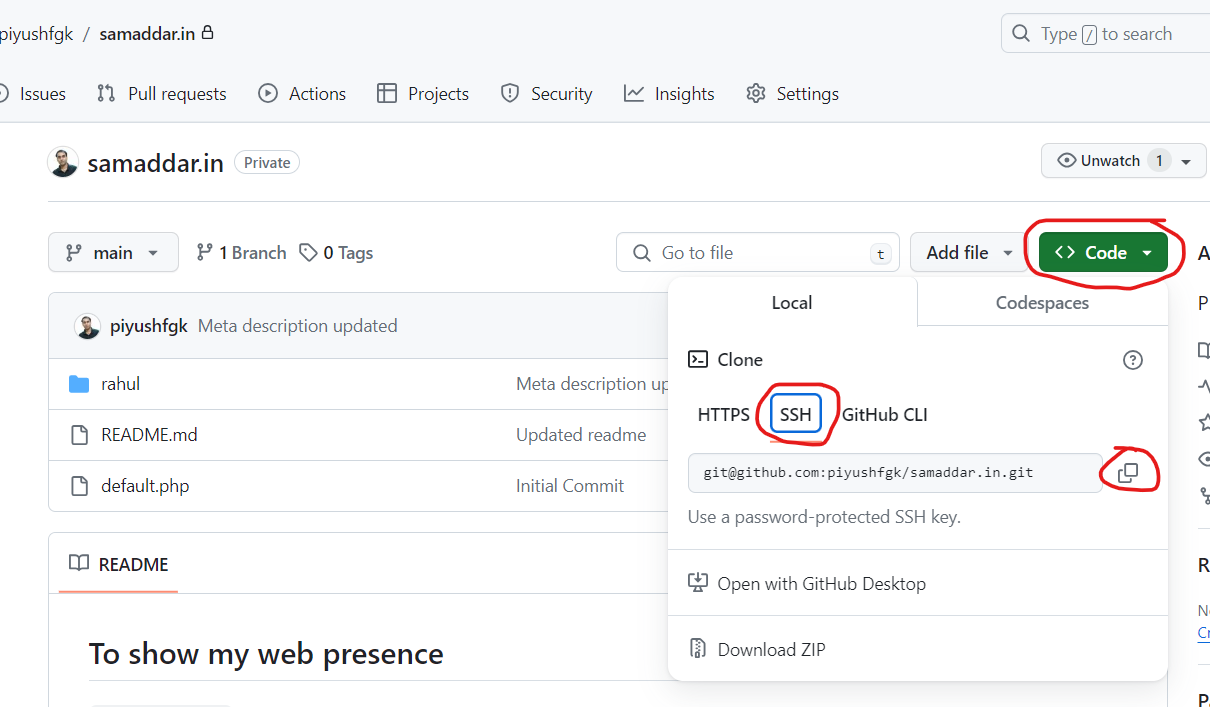 piyushfgk / samaddar.in
Type / to search
Issues Pull requests Actions Projects Security Insights Settings
samaddar.in Private
Unwatch 1
main 1 Branch 0 Tags
Go to file t
Add file
Code
Local Codespaces
piyushfgk Meta description updated
Clone
rahul Meta description up
HTTPS SSH GitHub CLI
README.md Updated readme
git@github.com:piyushfgk/samaddar.in.git
default.php Initial Commit
Use a password-protected SSH key.
README
Open with GitHub Desktop
To show my web presence
Download ZIP